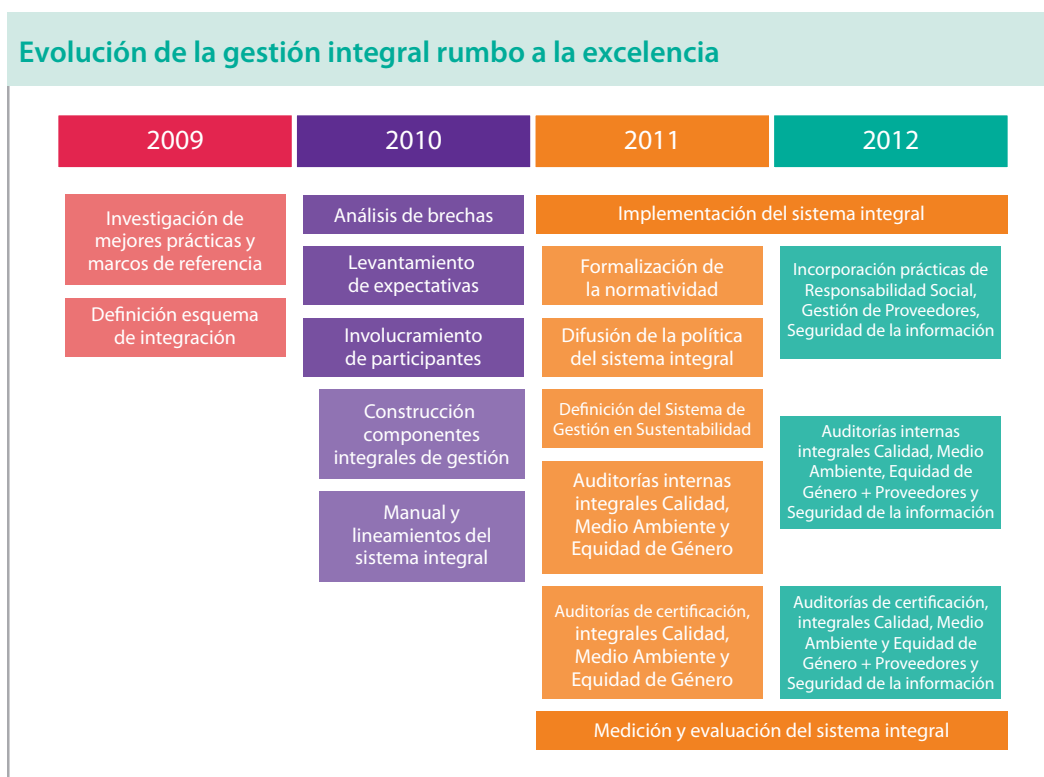 Evolución de la gestión integral rumbo a la excelencia
2009
Investigación de
mejores prácticas y
marcos de referencia
Definición esquema
de integración
2010
Análisis de brechas
Levantamiento
de expectativas
Involucramiento
de participantes
Construcción
componentes
integrales de gestión
Manual y
lineamientos del
sistema integral
2011
2012
Implementación del sistema integral
Formalización de
la normatividad
Difusión de la política
del sistema integral
Definición del Sistema de
Gestión en Sustentabilidad
Auditorías internas
integrales Calidad,
Medio Ambiente y
Equidad de Género
Auditorías de certificación,
integrales Calidad,
Medio Ambiente y
Equidad de Género
Incorporación prácticas de
Responsabilidad Social,
Gestión de Proveedores,
Seguridad de la información
Auditorías internas
integrales Calidad, Medio
Ambiente, Equidad de
Género + Proveedores y
Seguridad de la información
Auditorías de certificación,
integrales Calidad, Medio
Ambiente y Equidad de
Género + Proveedores y
Seguridad de la información
Medición y evaluación del sistema integral